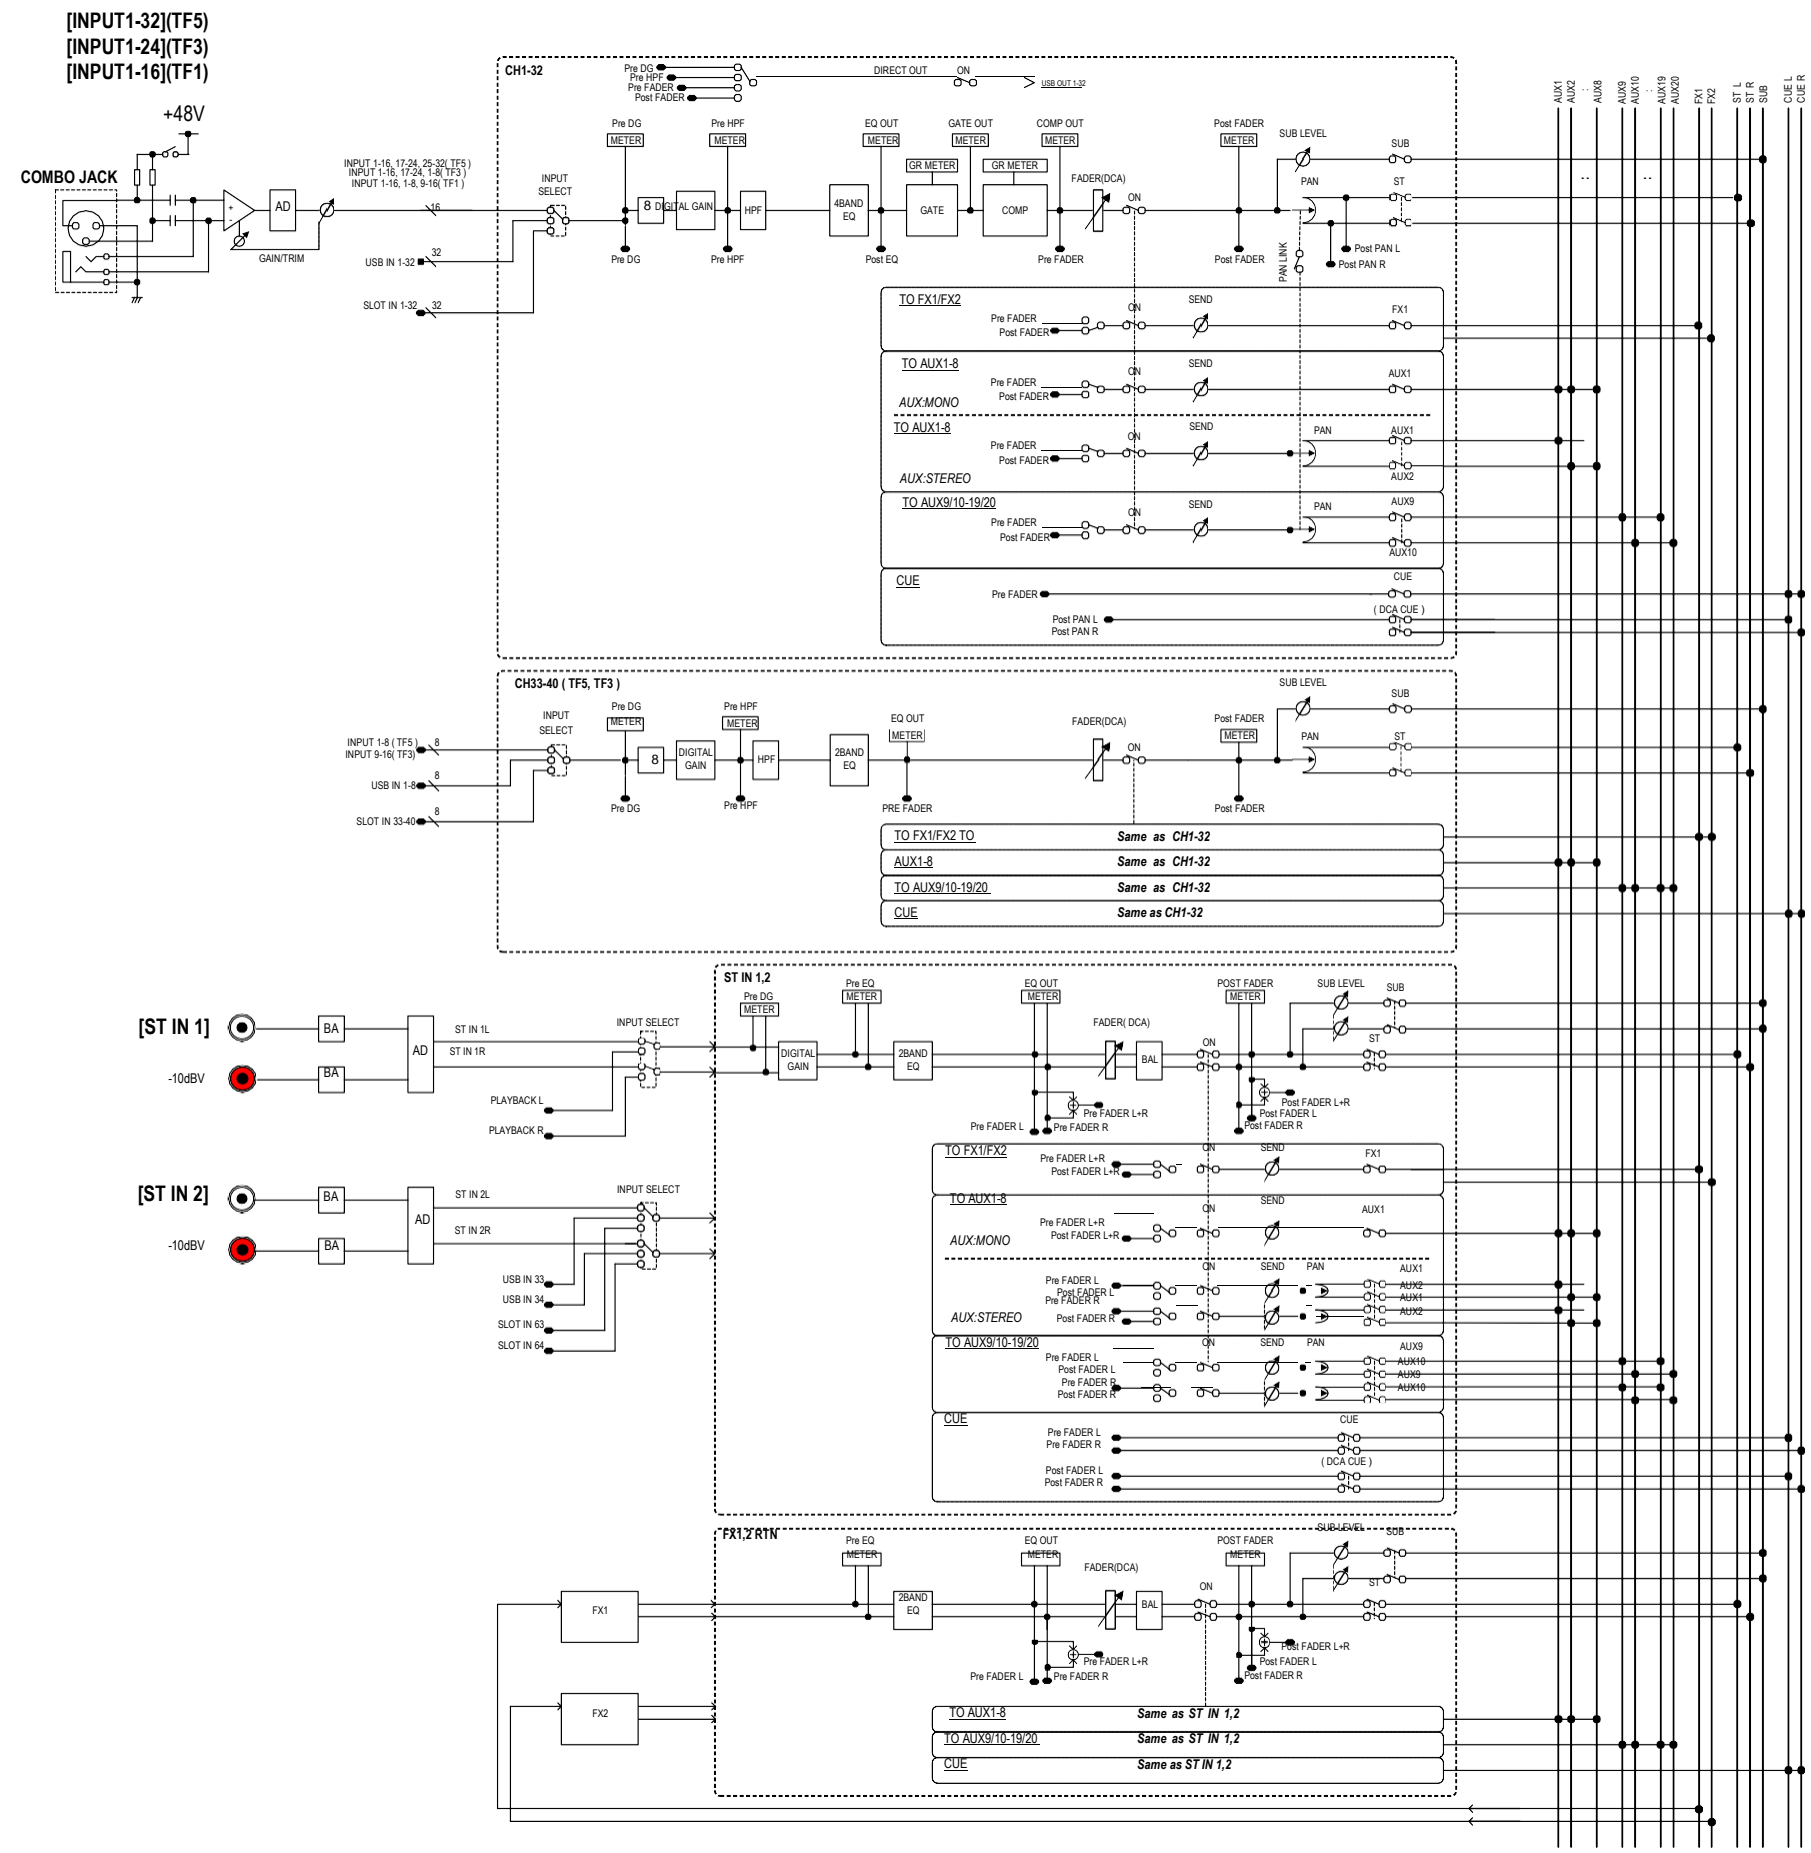 [INPUT1-32](TF5)
[INPUT1-24](TF3)
[INPUT1-16](TF1)
+48V
COMBO JACK
+
-
AD
GAIN/TRIM
INPUT 1-16, 17-24, 25-32( TF5 )
INPUT 1-16, 17-24, 1-8( TF3 )
INPUT 1-16, 1-8, 9-16( TF1 )
16
USB IN 1-32
32
SLOT IN 1-32
32
CH1-32
Pre DG
Pre HPF
Pre FADER
Post FADER
DIRECT OUT
ON
USB OUT 1-32
INPUT
SELECT
Pre DG
METER
Pre HPF
METER
EQ OUT
METER
GATE OUT
METER
COMP OUT
METER
Post FADER
METER
GR METER
GR METER
SUB LEVEL
SUB
8
DIGITAL GAIN
HPF
4BAND
EQ
GATE
COMP
FADER(DCA)
ON
PAN
ST
Pre DG
Pre HPF
Post EQ
Pre FADER
Post FADER
PAN LINK
Post PAN L
Post PAN R
TO FX1/FX2
Pre FADER
Post FADER
ON
SEND
FX1
TO AUX1-8
Pre FADER
Post FADER
ON
SEND
AUX1
AUX:MONO
TO AUX1-8
Pre FADER
Post FADER
ON
SEND
PAN
AUX1
AUX2
AUX:STEREO
TO AUX9/10-19/20
Pre FADER
Post FADER
ON
SEND
PAN
AUX9
AUX10
CUE
Pre FADER
CUE
( DCA CUE )
Post PAN L
Post PAN R
AUX1
AUX2
. .
AUX8
AUX9
AUX10
. .
AUX19
AUX20
FX1
FX2
ST L
ST R
SUB
CUE L
CUE R
. .
. .
CH33-40 ( TF5, TF3 )
INPUT 1-8 ( TF5 )
INPUT 9-16( TF3)
8
USB IN 1-8
8
SLOT IN 33-40
8
INPUT
SELECT
Pre DG
METER
Pre HPF
METER
EQ OUT
METER
Post FADER
METER
SUB LEVEL
SUB
8
DIGITAL
GAIN
HPF
2BAND
EQ
FADER(DCA)
ON
PAN
ST
Pre DG
Pre HPF
PRE FADER
Post FADER
TO FX1/FX2 TO
Same as CH1-32
AUX1-8
Same as CH1-32
TO AUX9/10-19/20
Same as CH1-32
CUE
Same as CH1-32
[ST IN 1]
-10dBV
BA
BA
AD
ST IN 1L
ST IN 1R
INPUT SELECT
PLAYBACK L
PLAYBACK R
[ST IN 2]
-10dBV
BA
BA
AD
ST IN 2L
ST IN 2R
INPUT SELECT
USB IN 33
USB IN 34
SLOT IN 63
SLOT IN 64
ST IN 1,2
Pre DG
METER
Pre EQ
METER
EQ OUT
METER
POST FADER
METER
SUB LEVEL
SUB
DIGITAL
GAIN
2BAND
EQ
FADER( DCA)
BAL
ON
ST
Pre FADER L+R
Pre FADER L
Pre FADER R
Post FADER L+R
Post FADER L
Post FADER R
TO FX1/FX2
Pre FADER L+R
Post FADER L+R
ON
SEND
FX1
TO AUX1-8
Pre FADER L+R
Post FADER L+R
ON
SEND
AUX1
AUX:MONO
Pre FADER L
Post FADER L
Pre FADER R
Post FADER R
ON
SEND
PAN
AUX1
AUX2
AUX1
AUX2
AUX:STEREO
TO AUX9/10-19/20
Pre FADER L
Post FADER L
Pre FADER R
Post FADER R
ON
SEND
PAN
AUX9
AUX10
AUX9
AUX10
CUE
Pre FADER L
Pre FADER R
CUE
( DCA CUE )
Post FADER L
Post FADER R
FX1,2 RTN
FX1
FX2
Pre EQ
METER
EQ OUT
METER
POST FADER
METER
SUB LEVEL
SUB
2BAND
EQ
FADER(DCA)
BAL
ON
ST
Pre FADER L+R
Pre FADER L
Pre FADER R
Post FADER L+R
Post FADER L
Post FADER R
TO AUX1-8
Same as ST IN 1,2
TO AUX9/10-19/20
Same as ST IN 1,2
CUE
Same as ST IN 1,2